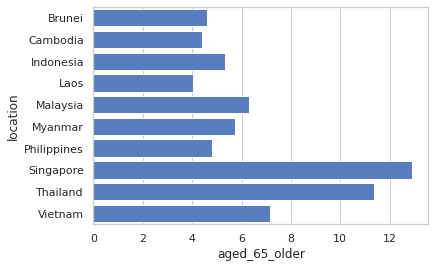 Brunei
Cambodia
Indonesia
Laos
Malaysia
Myanmar
Philippines
Singapore
Thailand
Vietnam
location
0 2 4 6 8 10 12
aged_65_older